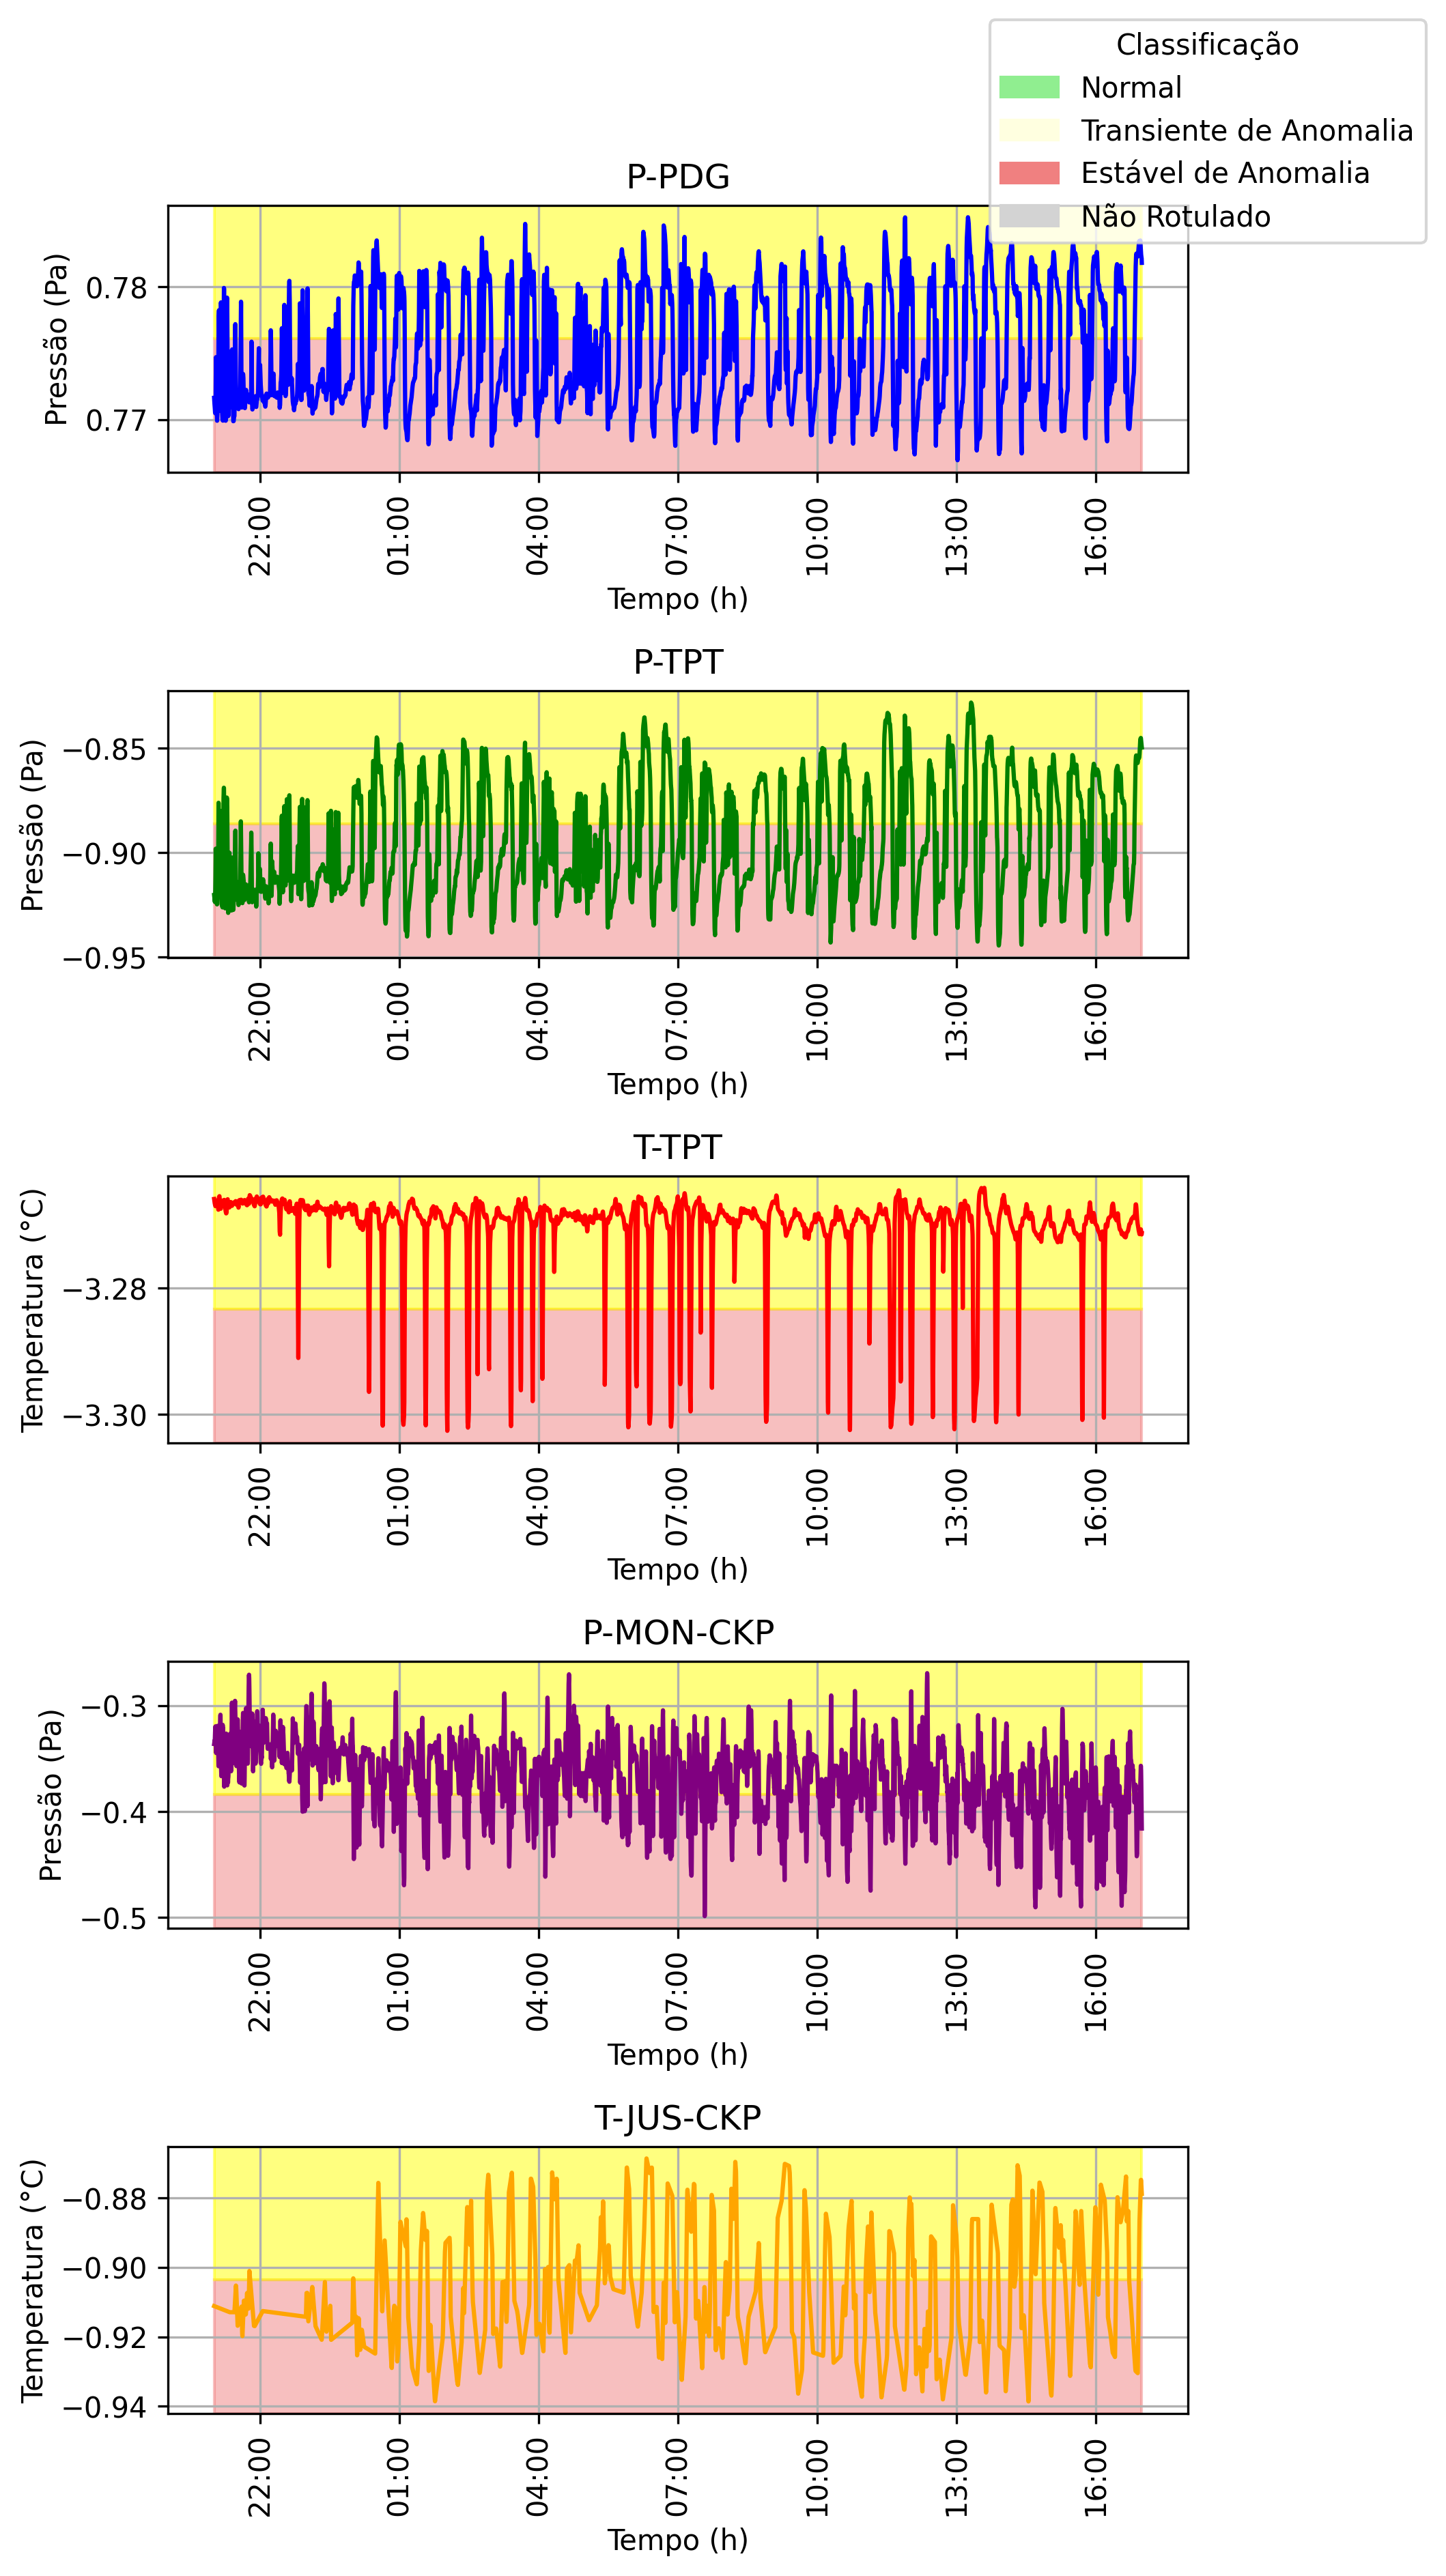 Classificação
Normal
Transiente de Anomalia
Estável de Anomalia
Não Rotulado
P-PDG
Pressão (Pa)
0.78
0.77
22:00 01:00 04:00 07:00 10:00 13:00 16:00
Tempo (h)
P-TPT
Pressão (Pa)
−0.85
−0.90
−0.95
22:00 01:00 04:00 07:00 10:00 13:00 16:00
Tempo (h)
T-TPT
Temperatura (°C)
−3.28
−3.30
22:00 01:00 04:00 07:00 10:00 13:00 16:00
Tempo (h)
P-MON-CKP
Pressão (Pa)
−0.3
−0.4
−0.5
22:00 01:00 04:00 07:00 10:00 13:00 16:00
Tempo (h)
T-JUS-CKP
Temperatura (°C)
−0.88
−0.90
−0.92
−0.94
22:00 01:00 04:00 07:00 10:00 13:00 16:00
Tempo (h)